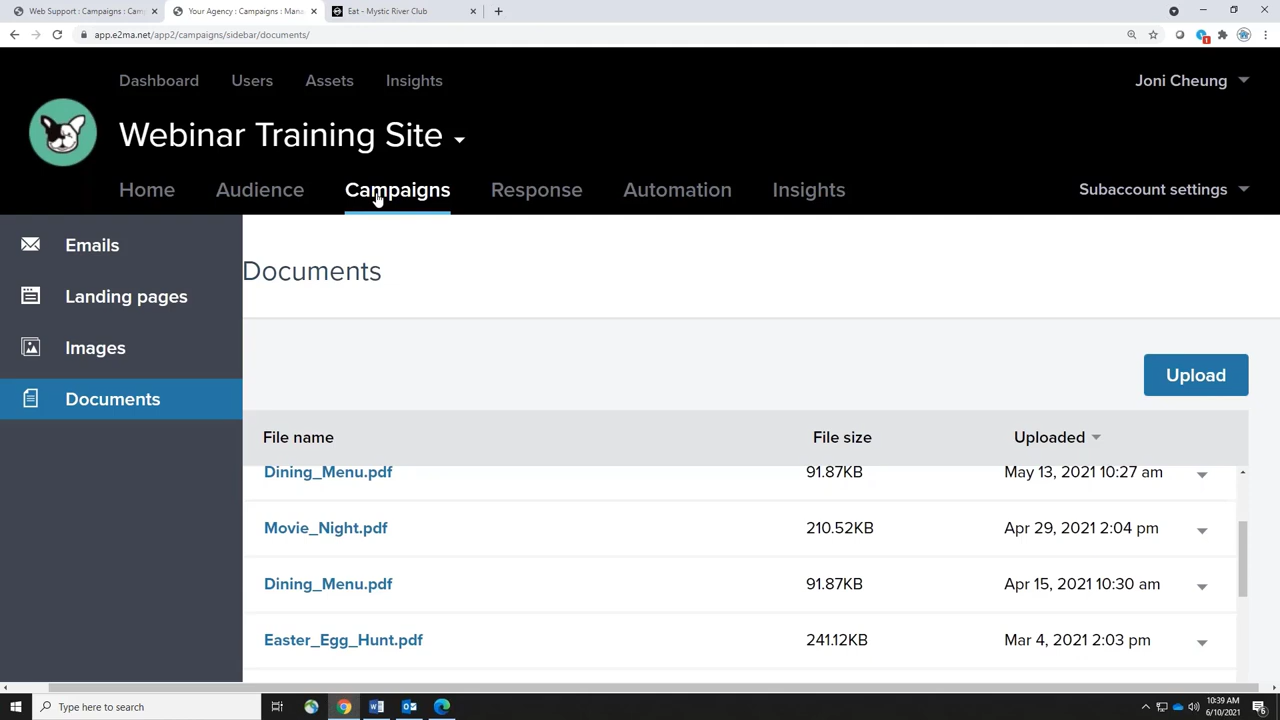 Web Support : Campaigns : Cam
Your Agency : Campaigns : Mana
Eat - Mystic River Club
app.e2ma.net/app2/campaigns/sidebar/documents/
Dashboard Users Assets Insights
Joni Cheung
Webinar Training Site
Home Audience Campaigns Response Automation Insights
Subaccount settings
Emails
Landing pages
Images
Documents
Documents
Upload
File name File size Uploaded
Dining_Menu.pdf 91.87KB May 13, 2021 10:27 am
Movie_Night.pdf 210.52KB Apr 29, 2021 2:04 pm
Dining_Menu.pdf 91.87KB Apr 15, 2021 10:30 am
Easter_Egg_Hunt.pdf 241.12KB Mar 4, 2021 2:03 pm
Type here to search
10:39 AM
6/10/2021